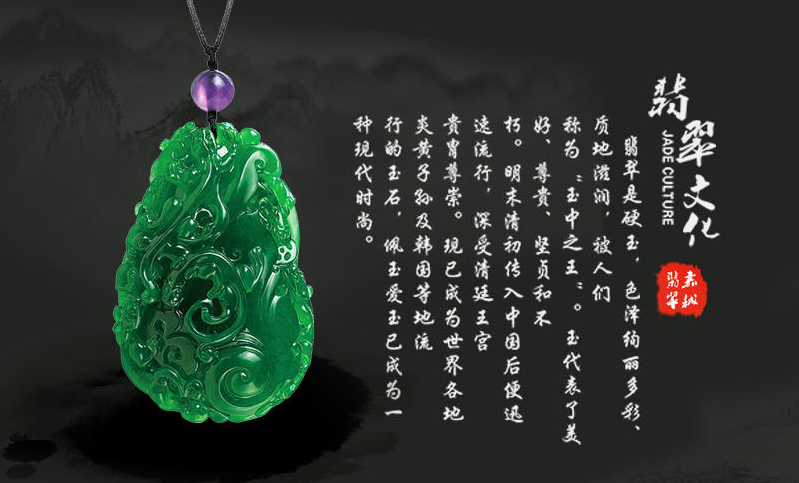 翡翠文化
JADE CULTURE
翡翠
翡翠是硬玉，色泽绚丽多彩、
质地滋润，被人们
称为“玉中之王”。玉代表了美
好、尊贵、坚贞和不
朽。明末清初传入中国后便迅
速流行，深受清廷王宫
贵胄尊崇。现已成为世界各地
炎黄子孙及韩国等地流
行的玉石，佩玉爱玉已成为一
种现代时尚。